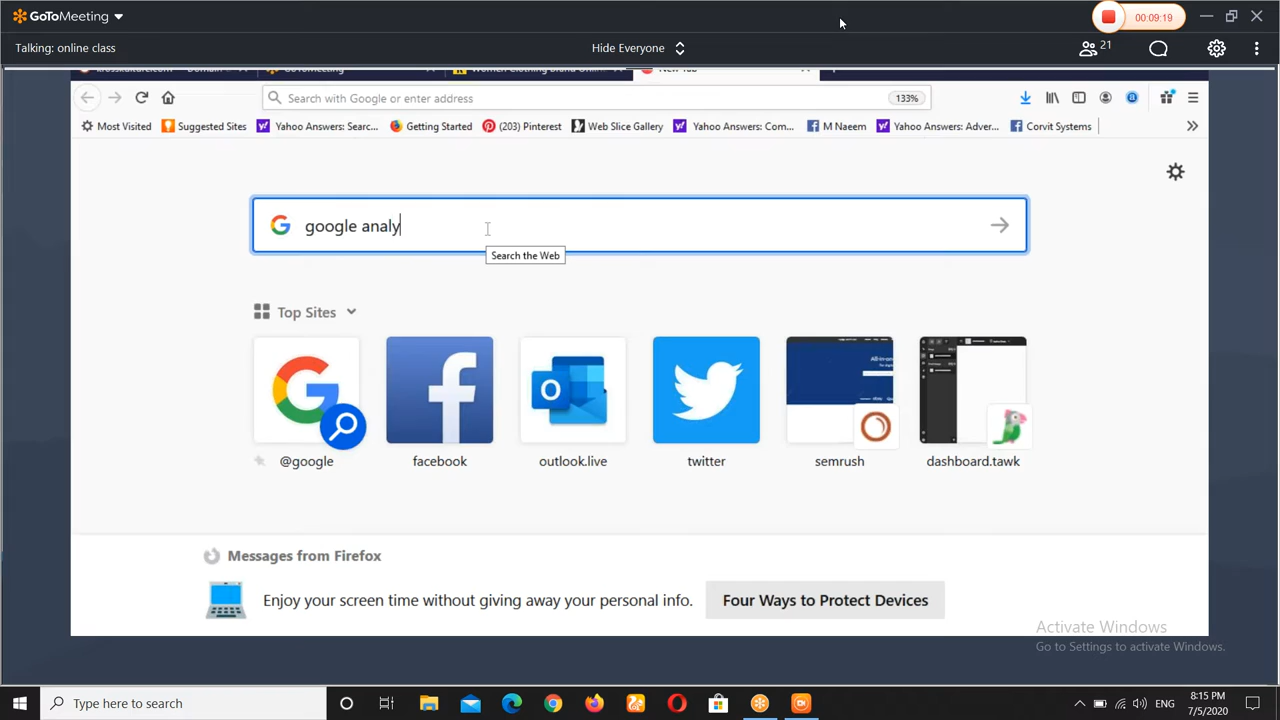 GoToMeeting
00:09:19
Talking: online class
Hide Everyone
21
Search with Google or enter address
133%
Most Visited
Suggested Sites
Yahoo Answers: Searc...
Getting Started
(203) Pinterest
Web Slice Gallery
Yahoo Answers: Com...
M Naeem
Yahoo Answers: Adver...
Corvit Systems
google analy
Search the Web
Top Sites
@google
facebook
outlook.live
twitter
semrush
dashboard.tawk
Messages from Firefox
Enjoy your screen time without giving away your personal info.
Four Ways to Protect Devices
Activate Windows
Go to Settings to activate Windows.
Type here to search
ENG
8:15 PM
7/5/2020